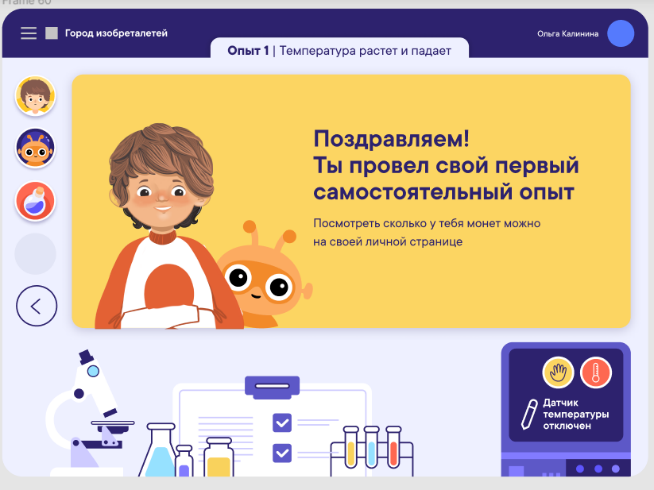 Frame 60
Город изобреталетей
Опыт 1 | Температура растет и падает
Ольга Калинина
Поздравляем!
Ты провел свой первый
самостоятельный опыт
Посмотреть сколько у тебя монет можно
на своей личной странице
Датчик
температуры
отключен